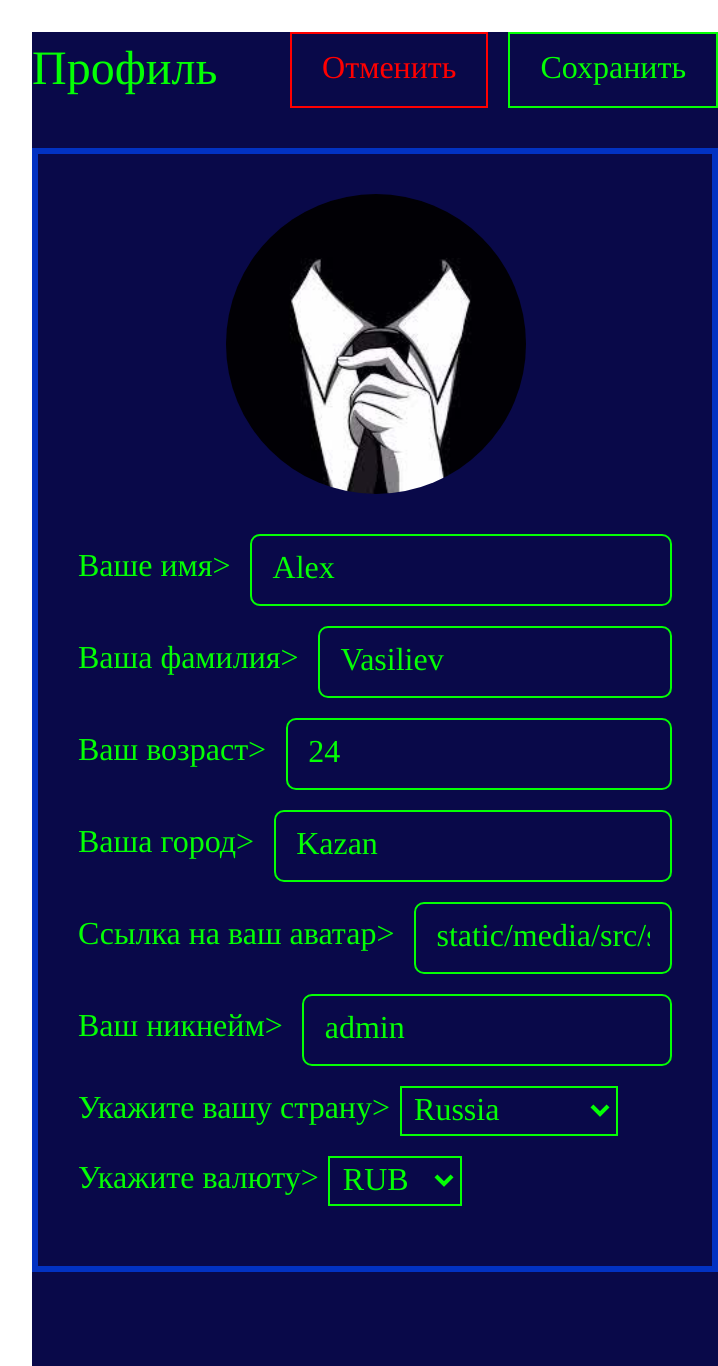 Профиль Отменить Сохранить
Ваше имя> Alex
Ваша фамилия> Vasiliev
Ваш возраст> 24
Ваша город> Kazan
Ссылка на ваш аватар> static/media/src/s
Ваш никнейм> admin
Укажите вашу страну> Russia
Укажите валюту> RUB